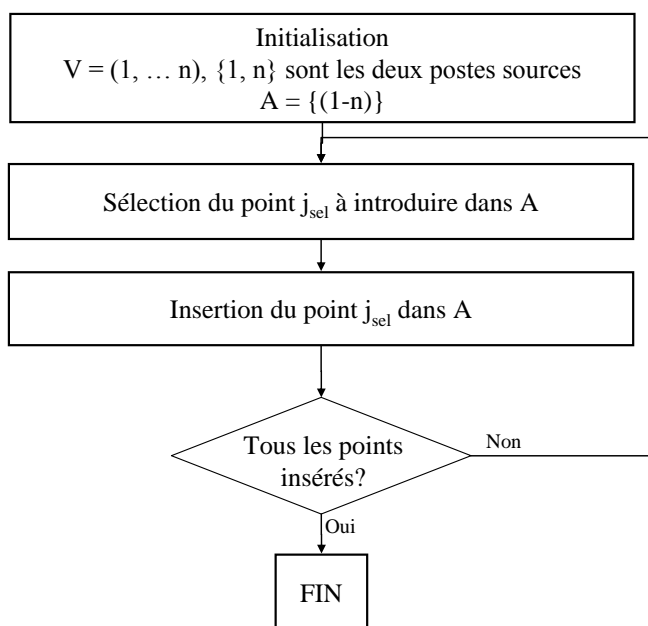 Initialisation
V = (1, … n), {1, n} sont les deux postes sources
A = {(1-n)}
Sélection du point jsel à introduire dans A
Insertion du point jsel dans A
Tous les points
insérés?
Non
Oui
FIN